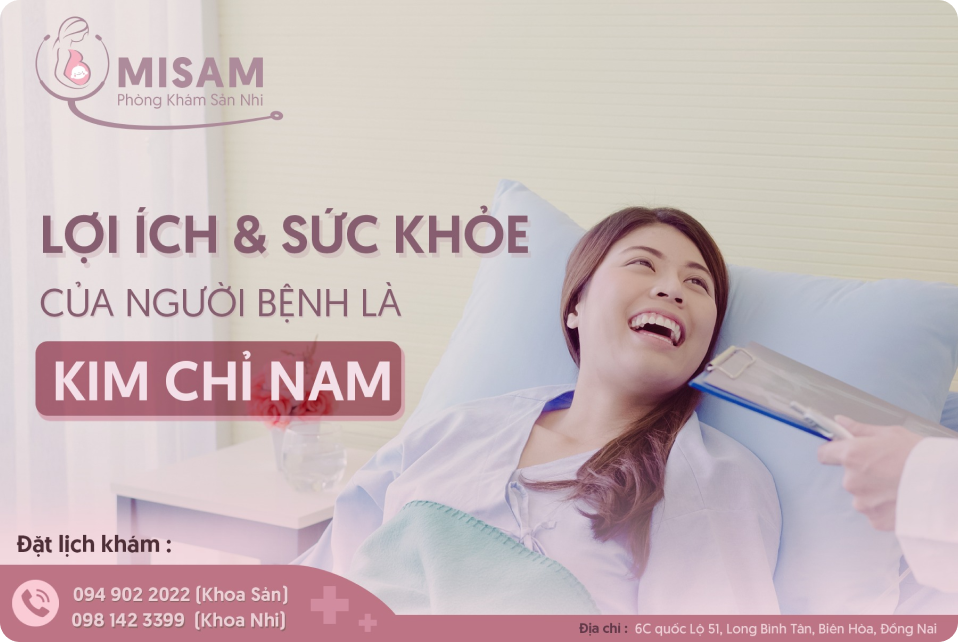 MISAM
Phòng Khám Sản Nhi
LỢI ÍCH & SỨC KHỎE
CỦA NGƯỜI BỆNH LÀ
KIM CHỈ NAM
Đặt lịch khám :
094 902 2022 (Khoa Sản)
098 142 3399 (Khoa Nhi)
Địa chỉ : 6C quốc Lộ 51, Long Bình Tân, Biên Hòa, Đồng Nai